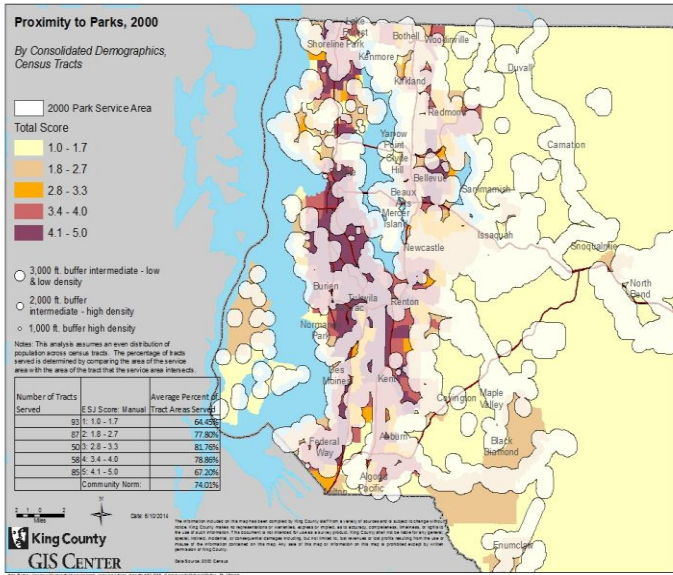 Proximity to Parks, 2000
By Consolidated Demographics,
Census Tracts
2000 Park Service Area
Total Score
1.0 - 1.7
1.8 - 2.7
2.8 - 3.3
3.4 - 4.0
4.1 - 5.0
3,000 ft. buffer intermediate - low
& low density
2,000 ft. buffer
intermediate - high density
1,000 ft. buffer high density
Notes: This analysis assumes an even distribution of
population across census tracts. The percentage of tracts
served is determined by comparing the area of the service
area with the area of the tract that the service area intersects.
Number of Tracts Served ESJ Score: Manual Average Percent of Tract Areas Served
93 1: 1.0 - 1.7 64.45%
87 2: 1.8 - 2.7 77.80%
50 3: 2.8 - 3.3 81.76%
58 4: 3.4 - 4.0 78.86%
85 5: 4.1 - 5.0 67.20%
Community Norm: 74.01%
Miles
Date: 6/10/2014
King County
GIS CENTER
Lake
Forest
Shoreline Park
Bothell
Woodinville
Kenmore
Duvall
Kirkland
Redmond
Yarrow
Point
Clyde
Hill
Carnation
Bellevue
Sammamish
Beaux
Arts
Mercer
Island
Newcastle
Issaquah
Snoqualmie
North
Bend
Burien
Tukwila
Renton
Normandy
Park
Des
Moines
Kent
Covington
Maple
Valley
Federal
Way
Auburn
Black
Diamond
Algona
Pacific
Enumclaw